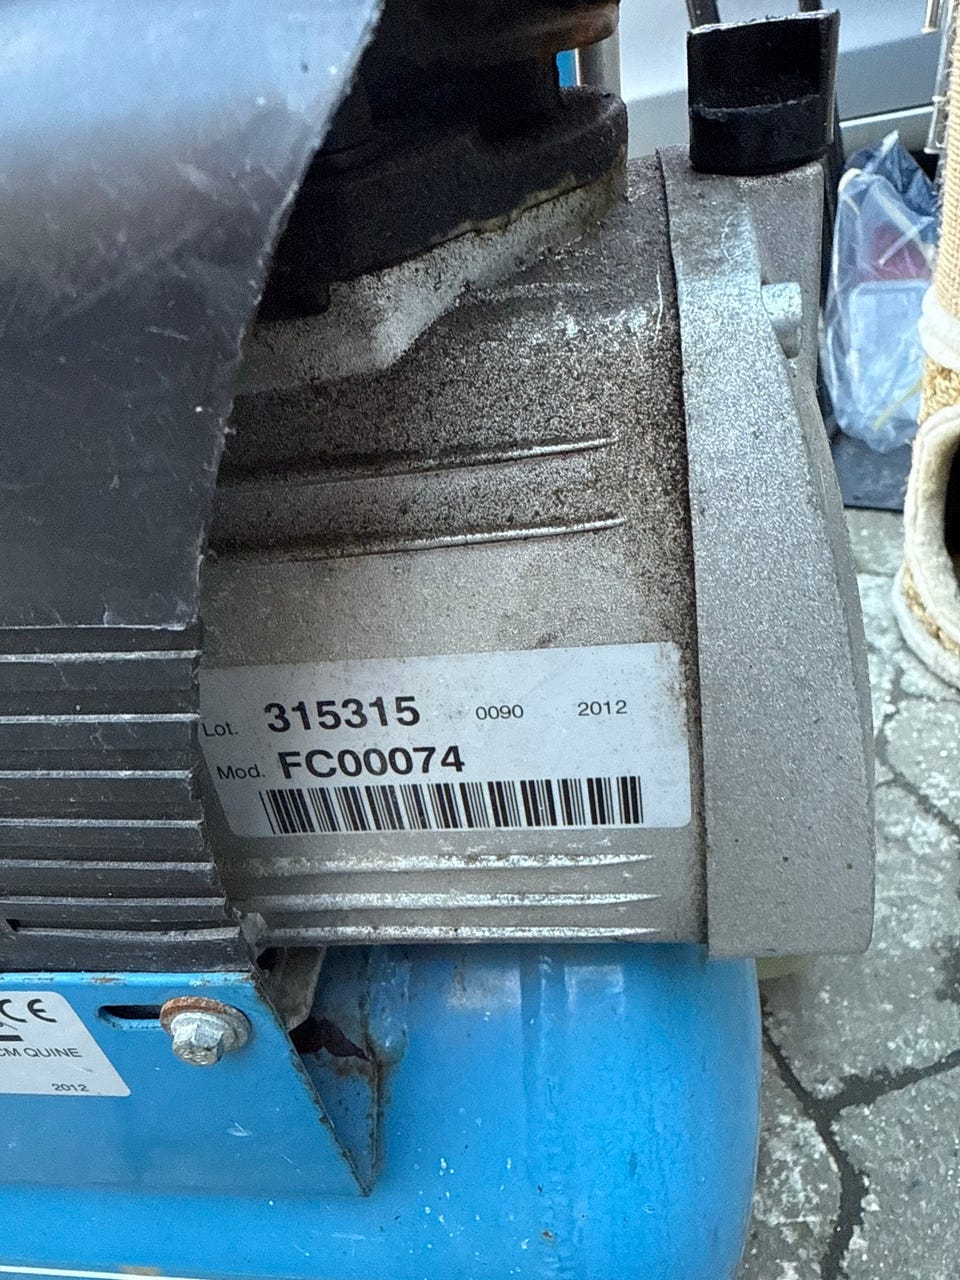 Lot. 315315 0090 2012
Mod. FC00074
CE
CM QUINE
2012